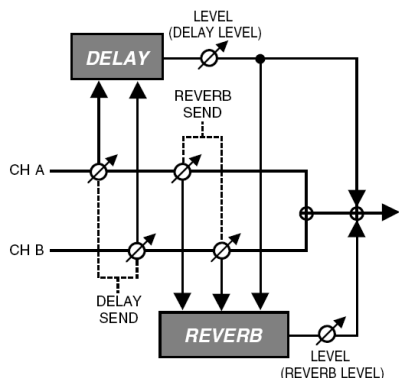 LEVEL
(DELAY LEVEL)
DELAY
REVERB
SEND
CH A
CH B
DELAY
SEND
REVERB
LEVEL
(REVERB LEVEL)